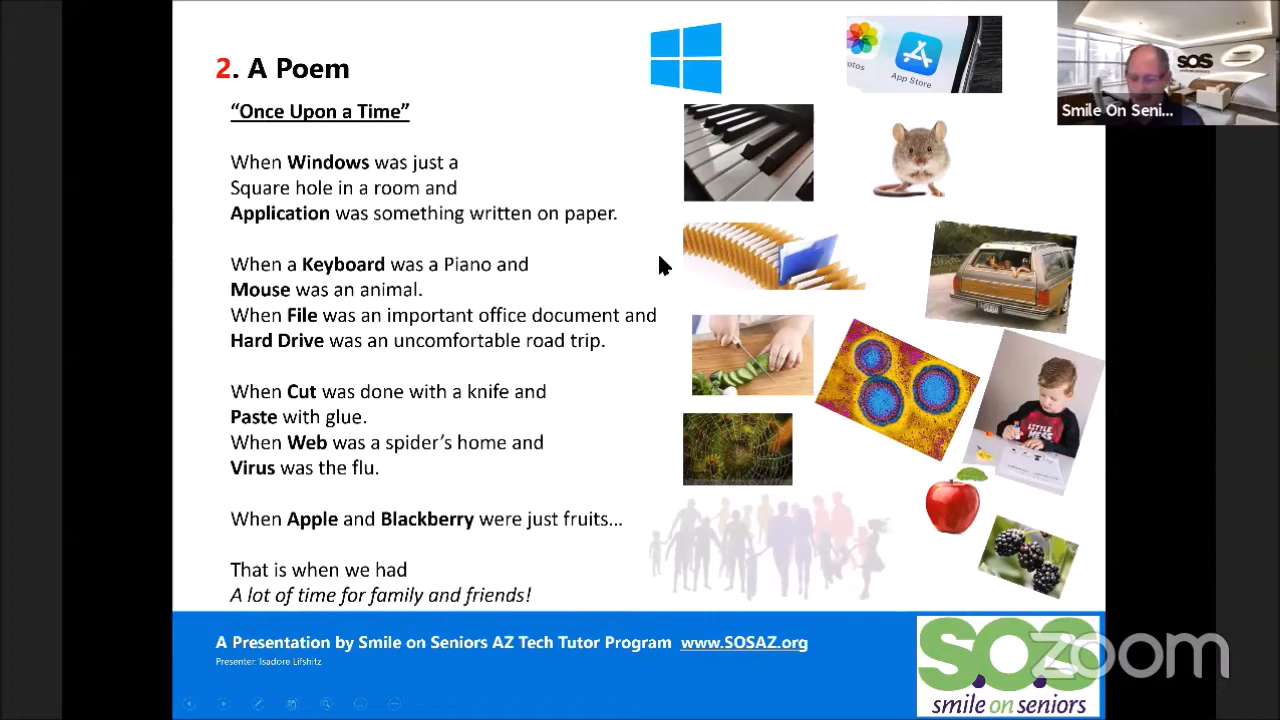 2. A Poem
“Once Upon a Time”
When Windows was just a
Square hole in a room and
Application was something written on paper.
When a Keyboard was a Piano and
Mouse was an animal.
When File was an important office document and
Hard Drive was an uncomfortable road trip.
When Cut was done with a knife and
Paste with glue.
When Web was a spider’s home and
Virus was the flu.
When Apple and Blackberry were just fruits...
That is when we had
A lot of time for family and friends!
A Presentation by Smile on Seniors AZ Tech Tutor Program www.SOSAZ.org
Presenter: Isadore Lifshitz
otos
App Store
LITTLE
MESS
SOS
Smile On Seni...
SOS
smile on seniors
zoom